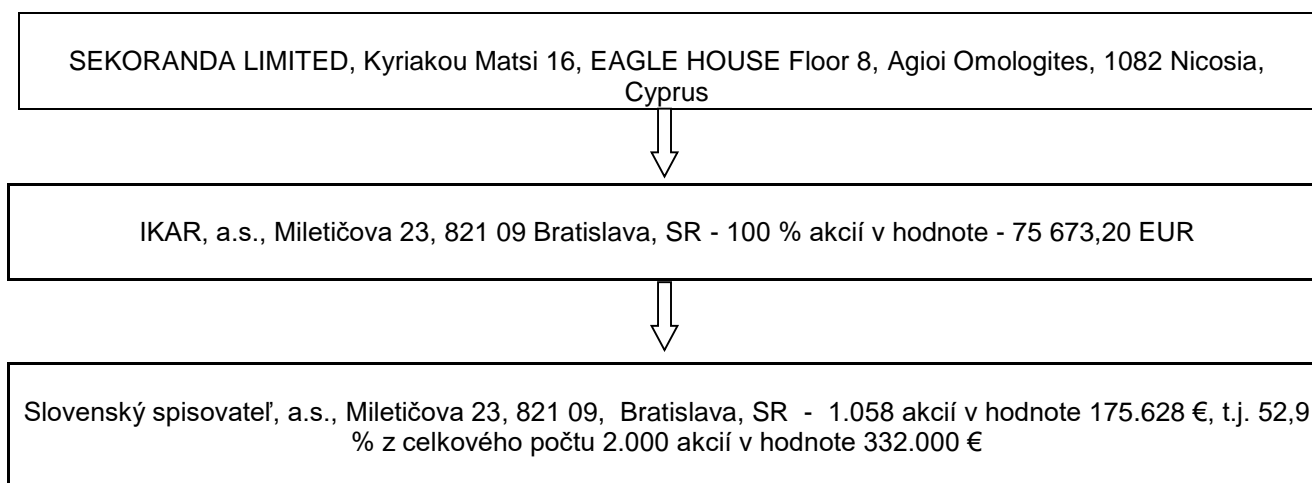 SEKORANDA LIMITED, Kyriakou Matsi 16, EAGLE HOUSE Floor 8, Agioi Omologites, 1082 Nicosia,
Cyprus
IKAR, a.s., Miletičova 23, 821 09 Bratislava, SR - 100 % akcií v hodnote - 75 673,20 EUR
Slovenský spisovateľ, a.s., Miletičova 23, 821 09, Bratislava, SR - 1.058 akcií v hodnote 175.628 €, t.j. 52,9
% z celkového počtu 2.000 akcií v hodnote 332.000 €